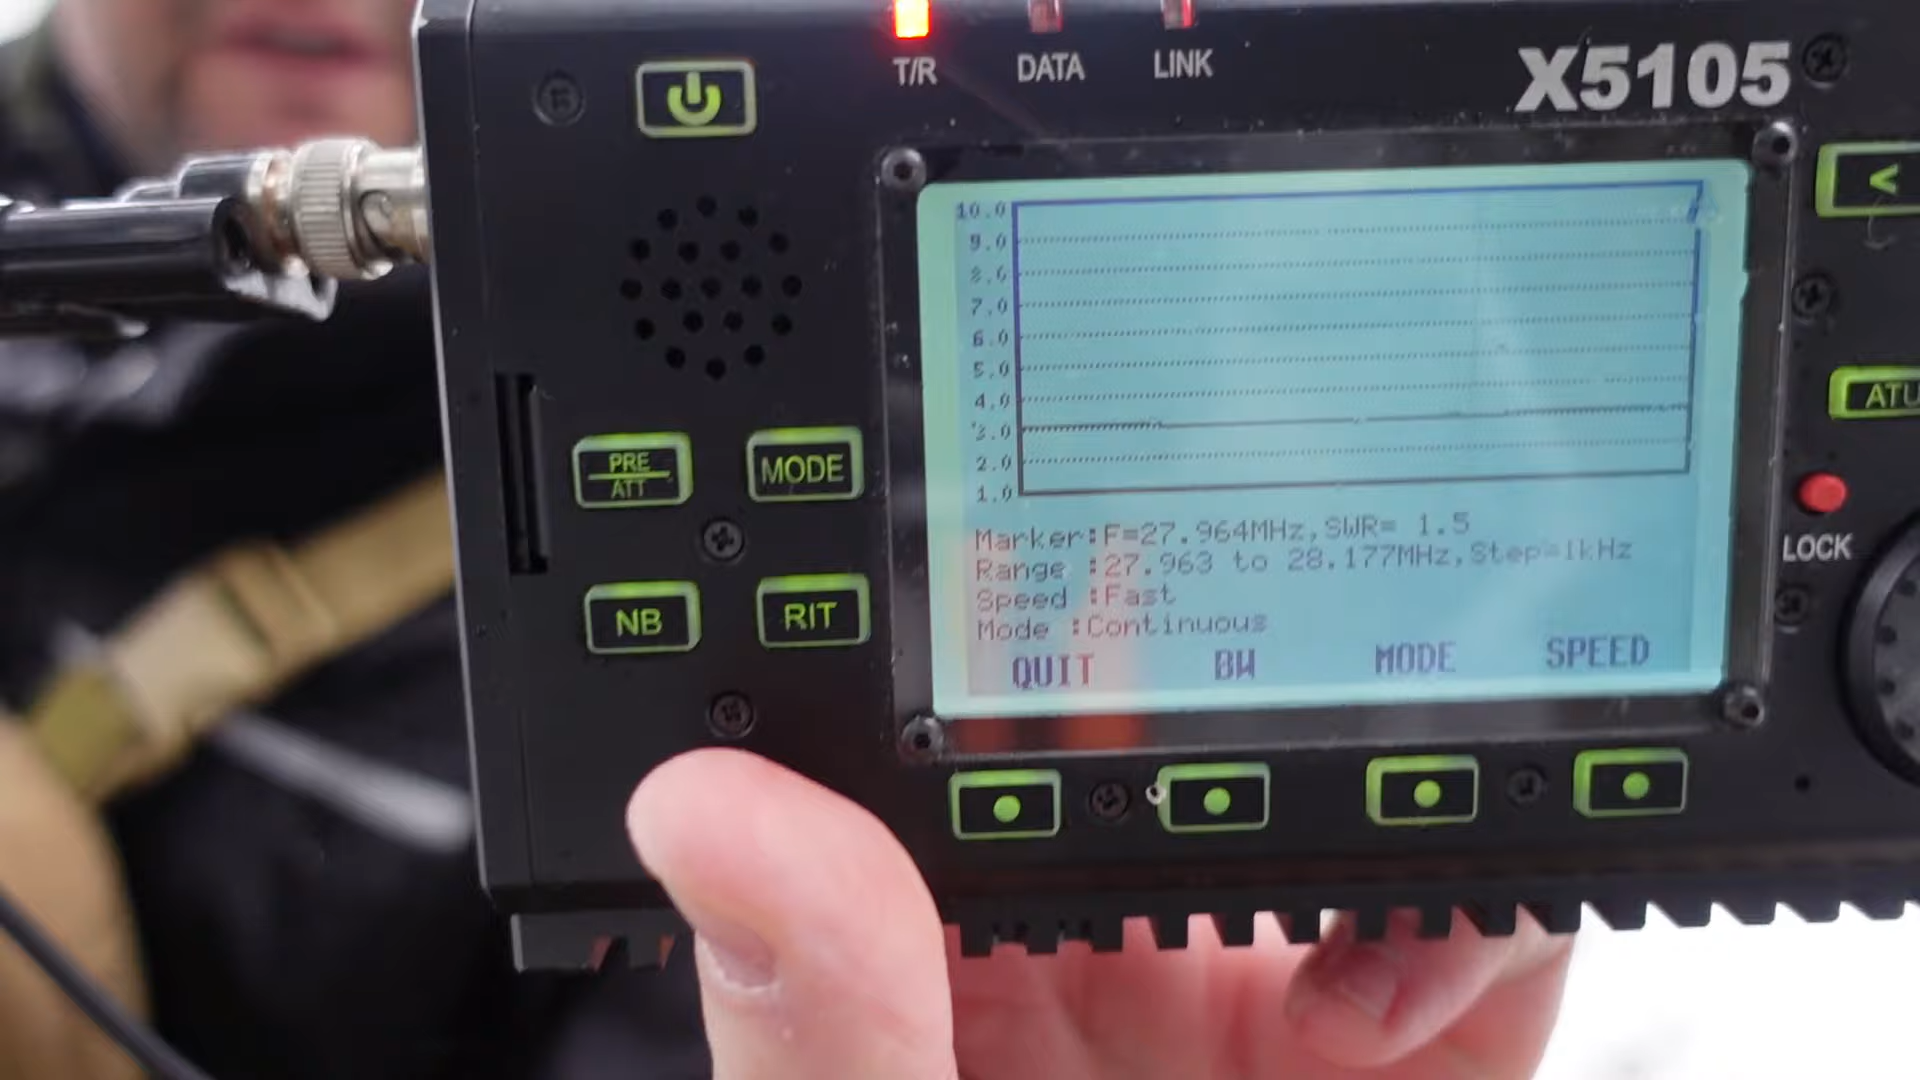 T/R DATA LINK
X5105
<
10.0
9.0
8.0
7.0
6.0
5.0
4.0
3.0
2.0
1.0
ATU
PRE
ATT
MODE
LOCK
Marker:F=27.964MHz,SWR= 1.5
Range :27.963 to 28.177MHz,Step=1kHz
Speed :Fast
Mode :Continuous
NB RIT
QUIT BW MODE SPEED